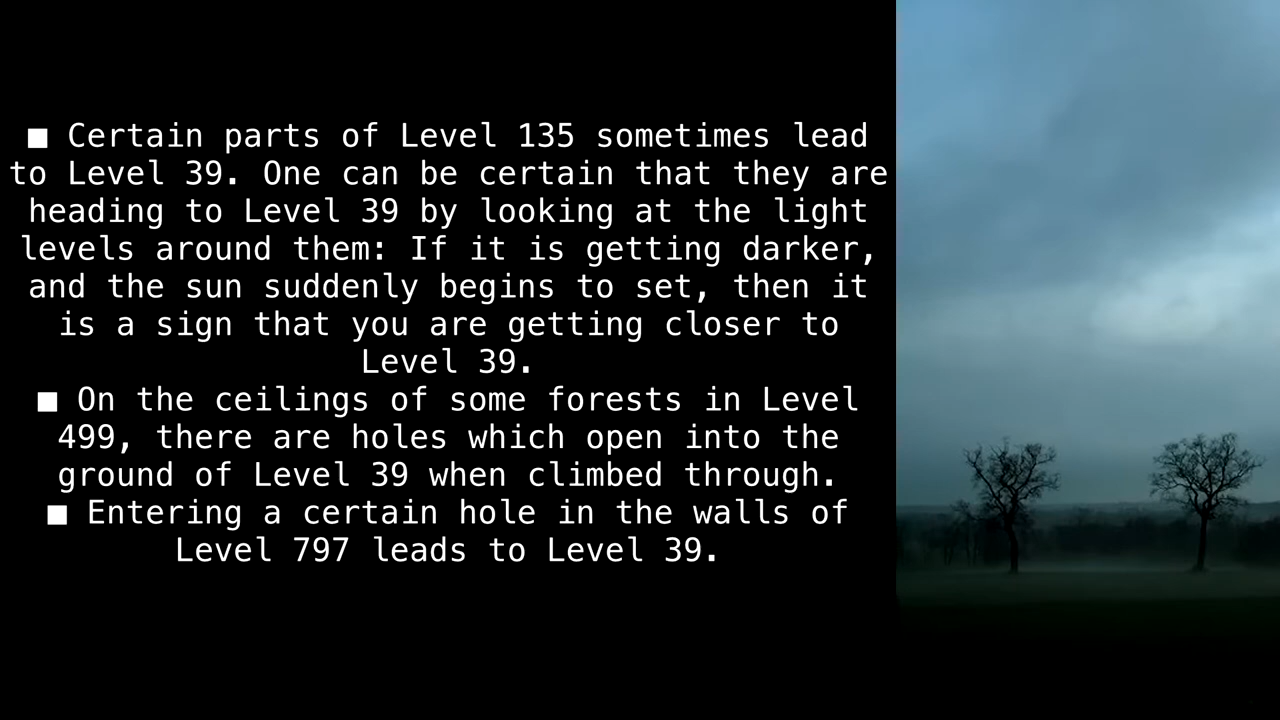 ■ Certain parts of Level 135 sometimes lead
to Level 39. One can be certain that they are
heading to Level 39 by looking at the light
levels around them: If it is getting darker,
and the sun suddenly begins to set, then it
is a sign that you are getting closer to
Level 39.
■ On the ceilings of some forests in Level
499, there are holes which open into the
ground of Level 39 when climbed through.
■ Entering a certain hole in the walls of
Level 797 leads to Level 39.